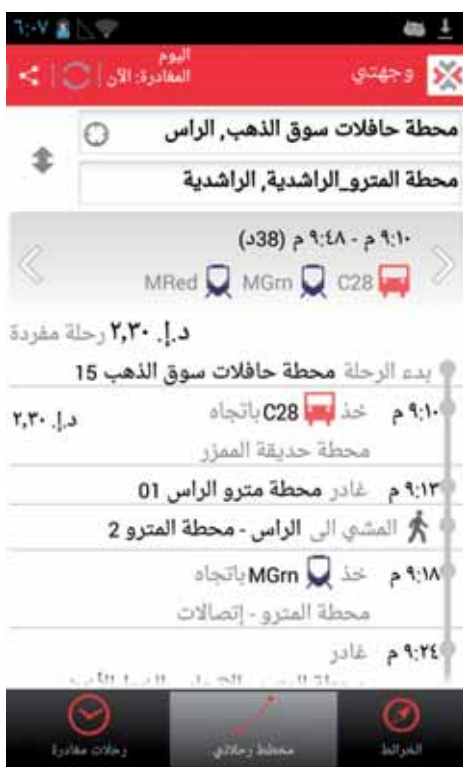 ٦:٠٧
اليوم
وجهتي
المغادرة: الآن
محطة حافلات سوق الذهب, الراس
محطة المترو_الراشدية, الراشدية
٩:١٠ م - ٩:٤٨ م (38د)
C28 MGrn MRed
د.إ. ٢,٣٠ رحلة مفردة
بدء الرحلة محطة حافلات سوق الذهب 15
٩:١٠ م خذ C28 باتجاه د.إ. ٢,٣٠
محطة حديقة الممزر
٩:١٣ م غادر محطة مترو الراس 01
المشي الى الراس - محطة المترو 2
٩:١٨ م خذ MGrn باتجاه
محطة المترو - إتصالات
٩:٢٤ م غادر
الخرائط
مخطط رحلاتي
رحلات مغادرة